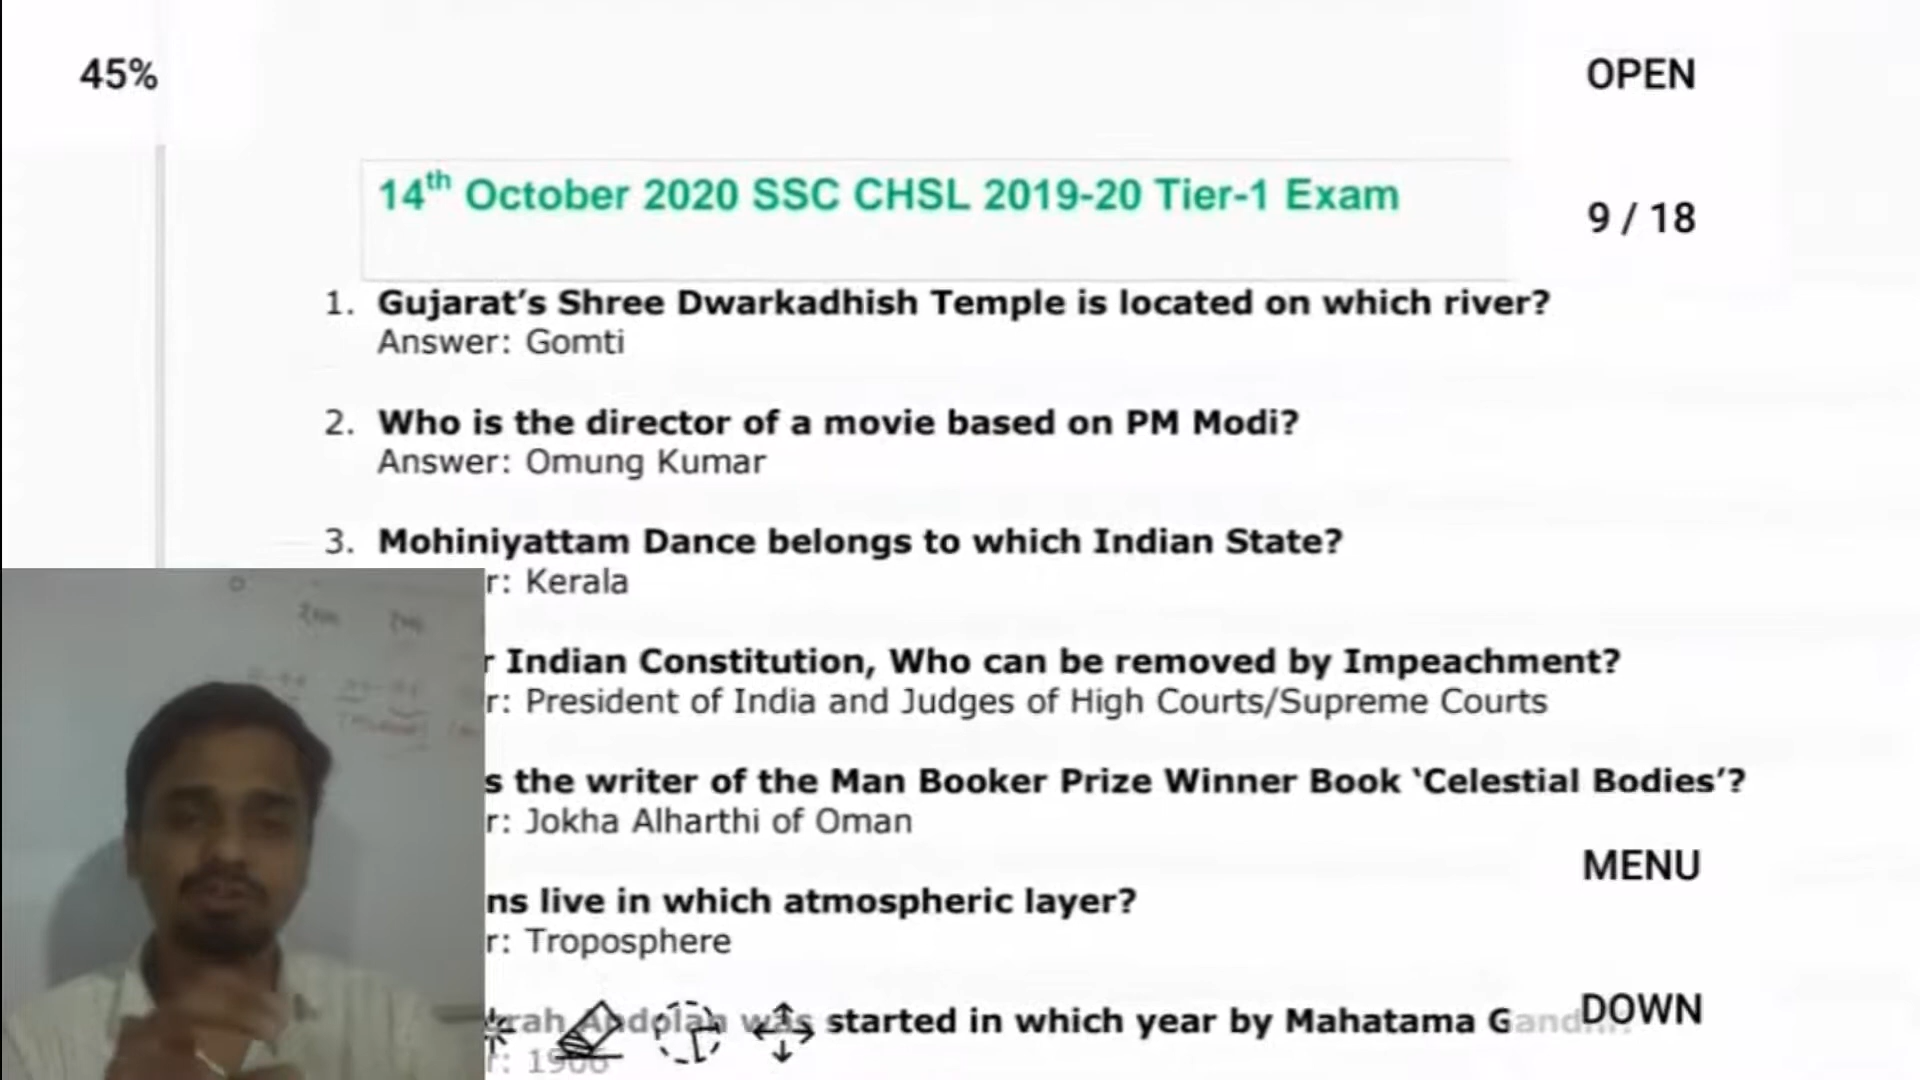 45%
OPEN
14th October 2020 SSC CHSL 2019-20 Tier-1 Exam
9 / 18
1. Gujarat's Shree Dwarkadhish Temple is located on which river?
Answer: Gomti
2. Who is the director of a movie based on PM Modi?
Answer: Omung Kumar
3. Mohiniyattam Dance belongs to which Indian State?
r: Kerala
r Indian Constitution, Who can be removed by Impeachment?
r: President of India and Judges of High Courts/Supreme Courts
s the writer of the Man Booker Prize Winner Book ‘Celestial Bodies’?
r: Jokha Alharthi of Oman
MENU
ns live in which atmospheric layer?
r: Troposphere
rah Andolan was started in which year by Mahatama Gandhi?
DOWN
r: 1906